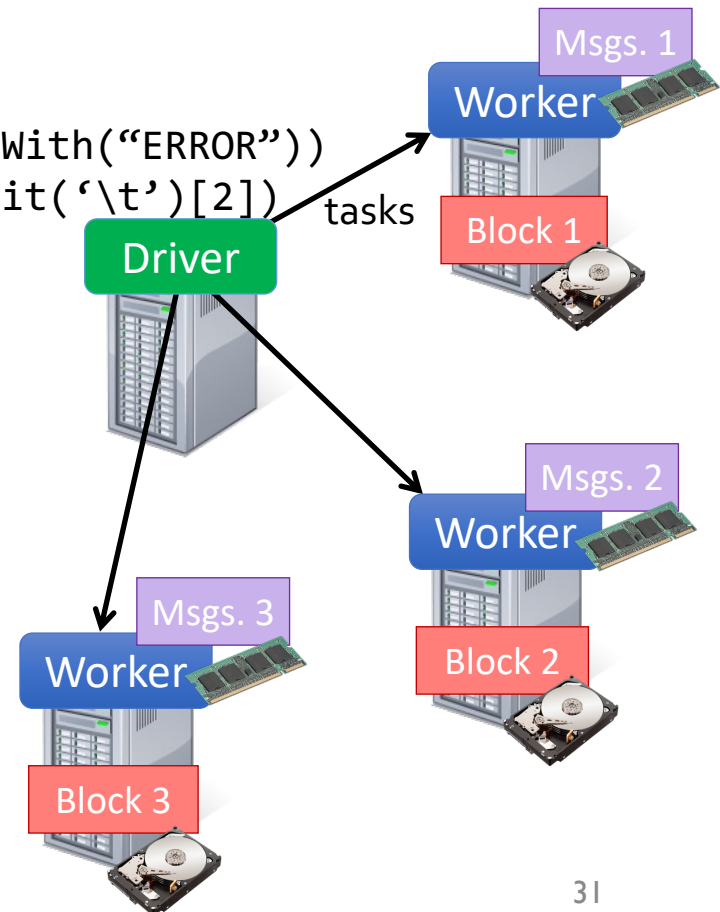 Msgs. 1
Worker
With(“ERROR”))
it(‘\t’)[2])
tasks
Block 1
Driver
Msgs. 2
Worker
Block 2
Msgs. 3
Worker
Block 3
31